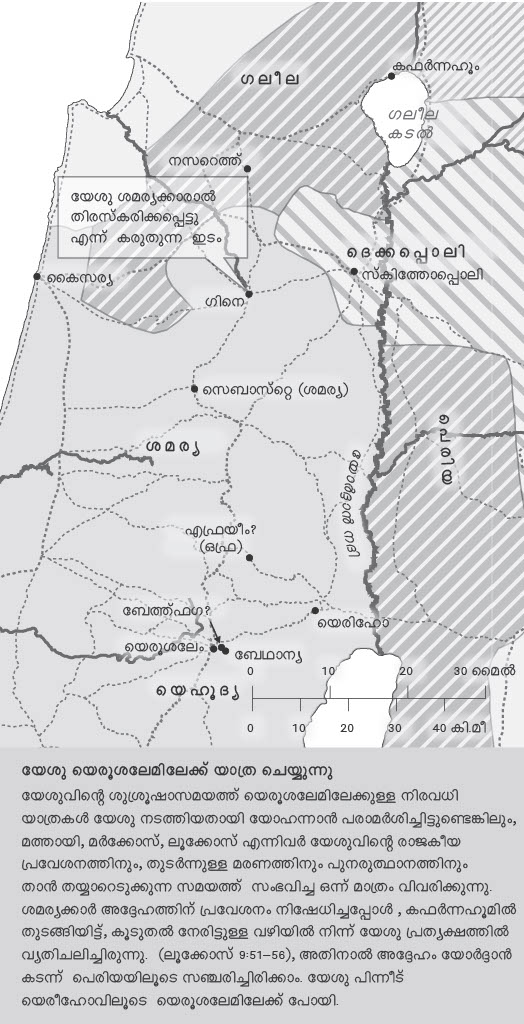 ഗലീല
കഫർന്നഹൂം
ഗലീല
കടൽ
നസറെത്ത്
യേശു ശമര്യക്കാരാൽ
തിരസ്കരിക്കപ്പെട്ടു
എന്ന് കരുതുന്ന ഇടം
ദെക്കപ്പൊലി
സ്കിത്തോപ്പൊലി
കൈസര്യ
ഗിനെ
സെബാസ്റ്റെ (ശമര്യ)
പെരിയ
ശമര്യ
എഫ്രയീം?
(ഒഫ്ര)
ബേത്ത്ഫഗ?
യെരിഹോ
യെരൂശലേം
ബേഥാന്യ
0 10 20 30 മൈൽ
യെഹൂദ്യ
0 10 20 30 40 കി.മീ
യേശു യെരൂശലേമിലേക്ക് യാത്ര ചെയ്യുന്നു
യേശുവിന്റെ ശുശ്രൂഷാസമയത്ത് യെരൂശലേമിലേക്കുള്ള നിരവധി
യാത്രകൾ യേശു നടത്തിയതായി യോഹന്നാൻ പരാമർശിച്ചിട്ടുണ്ടെങ്കിലും,
മത്തായി, മർക്കോസ്, ലൂക്കോസ് എന്നിവർ യേശുവിന്റെ രാജകീയ
പ്രവേശനത്തിനും, തുടർന്നുള്ള മരണത്തിനും പുനരുത്ഥാനത്തിനും
താൻ തയ്യാറെടുക്കുന്ന സമയത്ത് സംഭവിച്ച ഒന്ന് മാത്രം വിവരിക്കുന്നു.
ശമര്യക്കാർ അദ്ദേഹത്തിന് പ്രവേശനം നിഷേധിച്ചപ്പോൾ , കഫർന്നഹൂമിൽ
തുടങ്ങിയിട്ട്, കൂടുതൽ നേരിട്ടുള്ള വഴിയിൽ നിന്ന് യേശു പ്രത്യക്ഷത്തിൽ
വ്യതിചലിച്ചിരുന്നു. (ലൂക്കോസ് 9:51–56), അതിനാൽ അദ്ദേഹം യോർദ്ദാൻ
കടന്ന് പെരിയയിലൂടെ സഞ്ചരിച്ചിരിക്കാം. യേശു പിന്നീട്
യെരീഹോവിലൂടെ യെരൂശലേമിലേക്ക് പോയി.